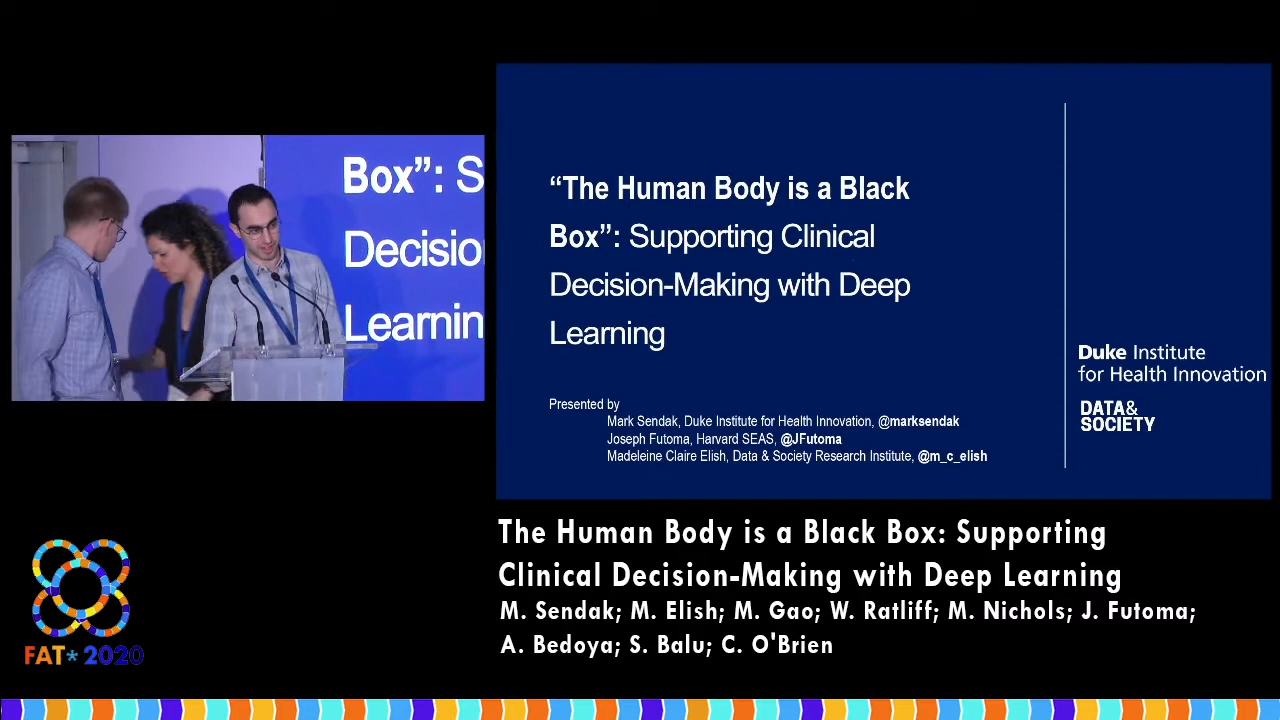 Box”: S
Decisio
Learnin
“The Human Body is a Black
Box”: Supporting Clinical
Decision-Making with Deep
Learning
Presented by
Mark Sendak, Duke Institute for Health Innovation, @marksendak
Joseph Futoma, Harvard SEAS, @JFutoma
Madeleine Claire Elish, Data & Society Research Institute, @m_c_elish
Duke Institute
for Health Innovation
DATA&
SOCIETY
The Human Body is a Black Box: Supporting
Clinical Decision-Making with Deep Learning
M. Sendak; M. Elish; M. Gao; W. Ratliff; M. Nichols; J. Futoma;
A. Bedoya; S. Balu; C. O'Brien
FAT* 2020